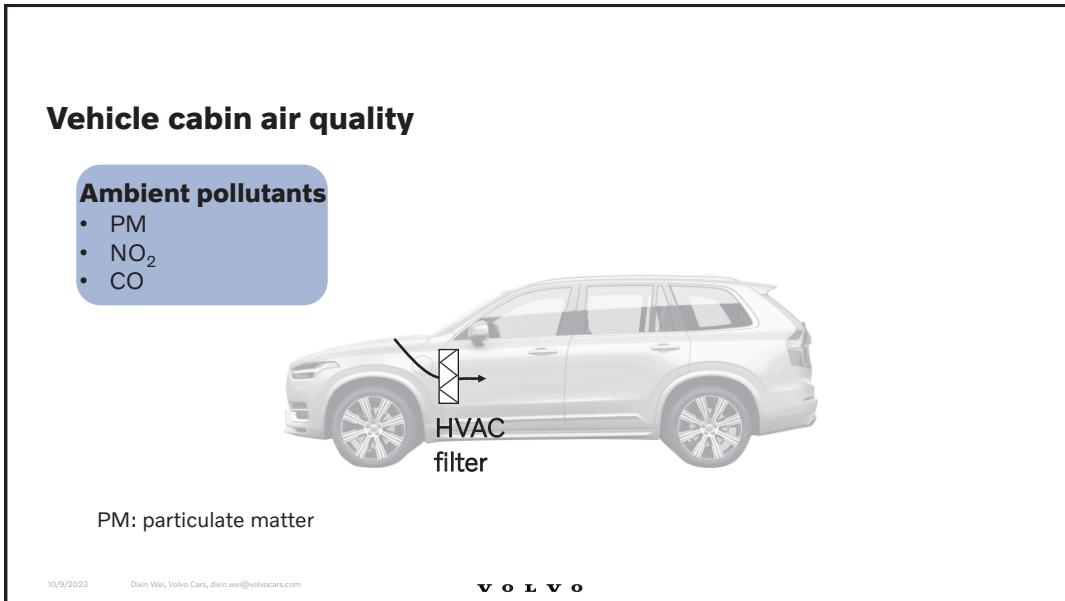 Vehicle cabin air quality
Ambient pollutants
• PM
• NO₂
• CO
HVAC
filter
PM: particulate matter
10/9/2023 Dixin Wei, Volvo Cars, dixin.wei@volvocars.com
VOLVO